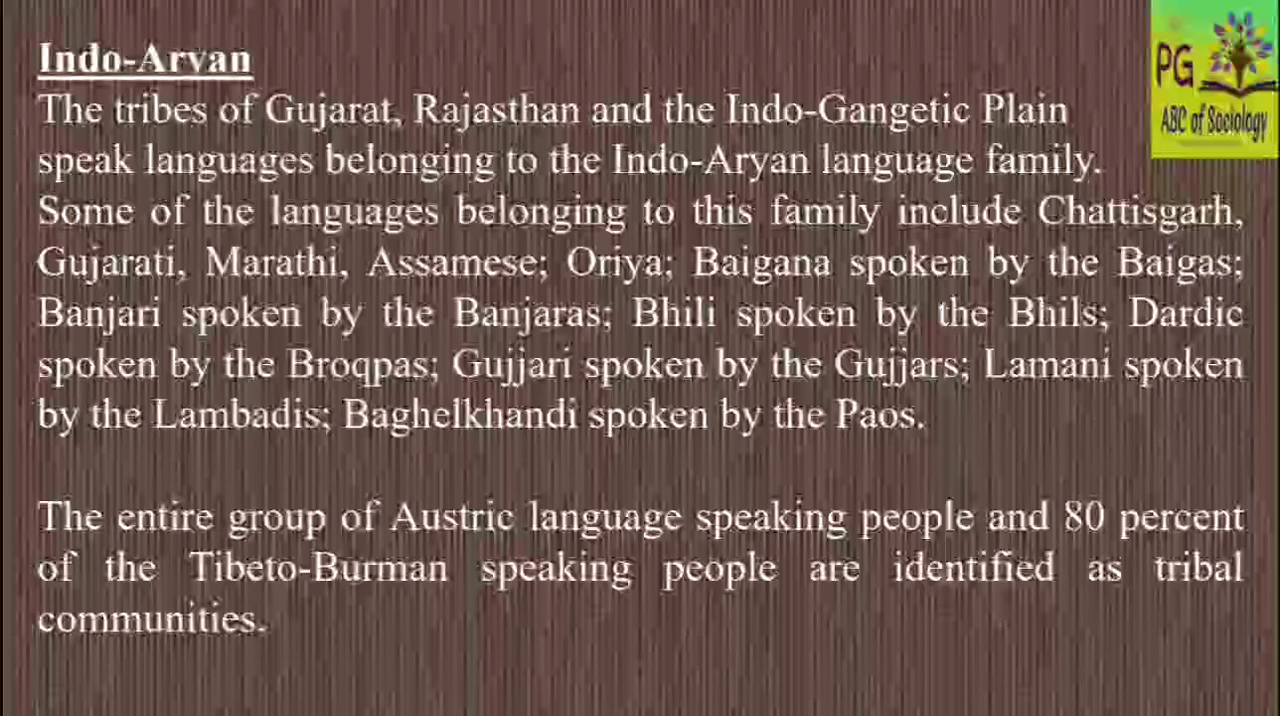 Indo-Aryan
The tribes of Gujarat, Rajasthan and the Indo-Gangetic Plain
speak languages belonging to the Indo-Aryan language family.
Some of the languages belonging to this family include Chattisgarh,
Gujarati, Marathi, Assamese; Oriya; Baigana spoken by the Baigas;
Banjari spoken by the Banjaras; Bhili spoken by the Bhils; Dardic
spoken by the Broqpas; Gujjari spoken by the Gujjars; Lamani spoken
by the Lambadis; Baghelkhandi spoken by the Paos.
The entire group of Austric language speaking people and 80 percent
of the Tibeto-Burman speaking people are identified as tribal
communities.
PG
ABC of Sociology